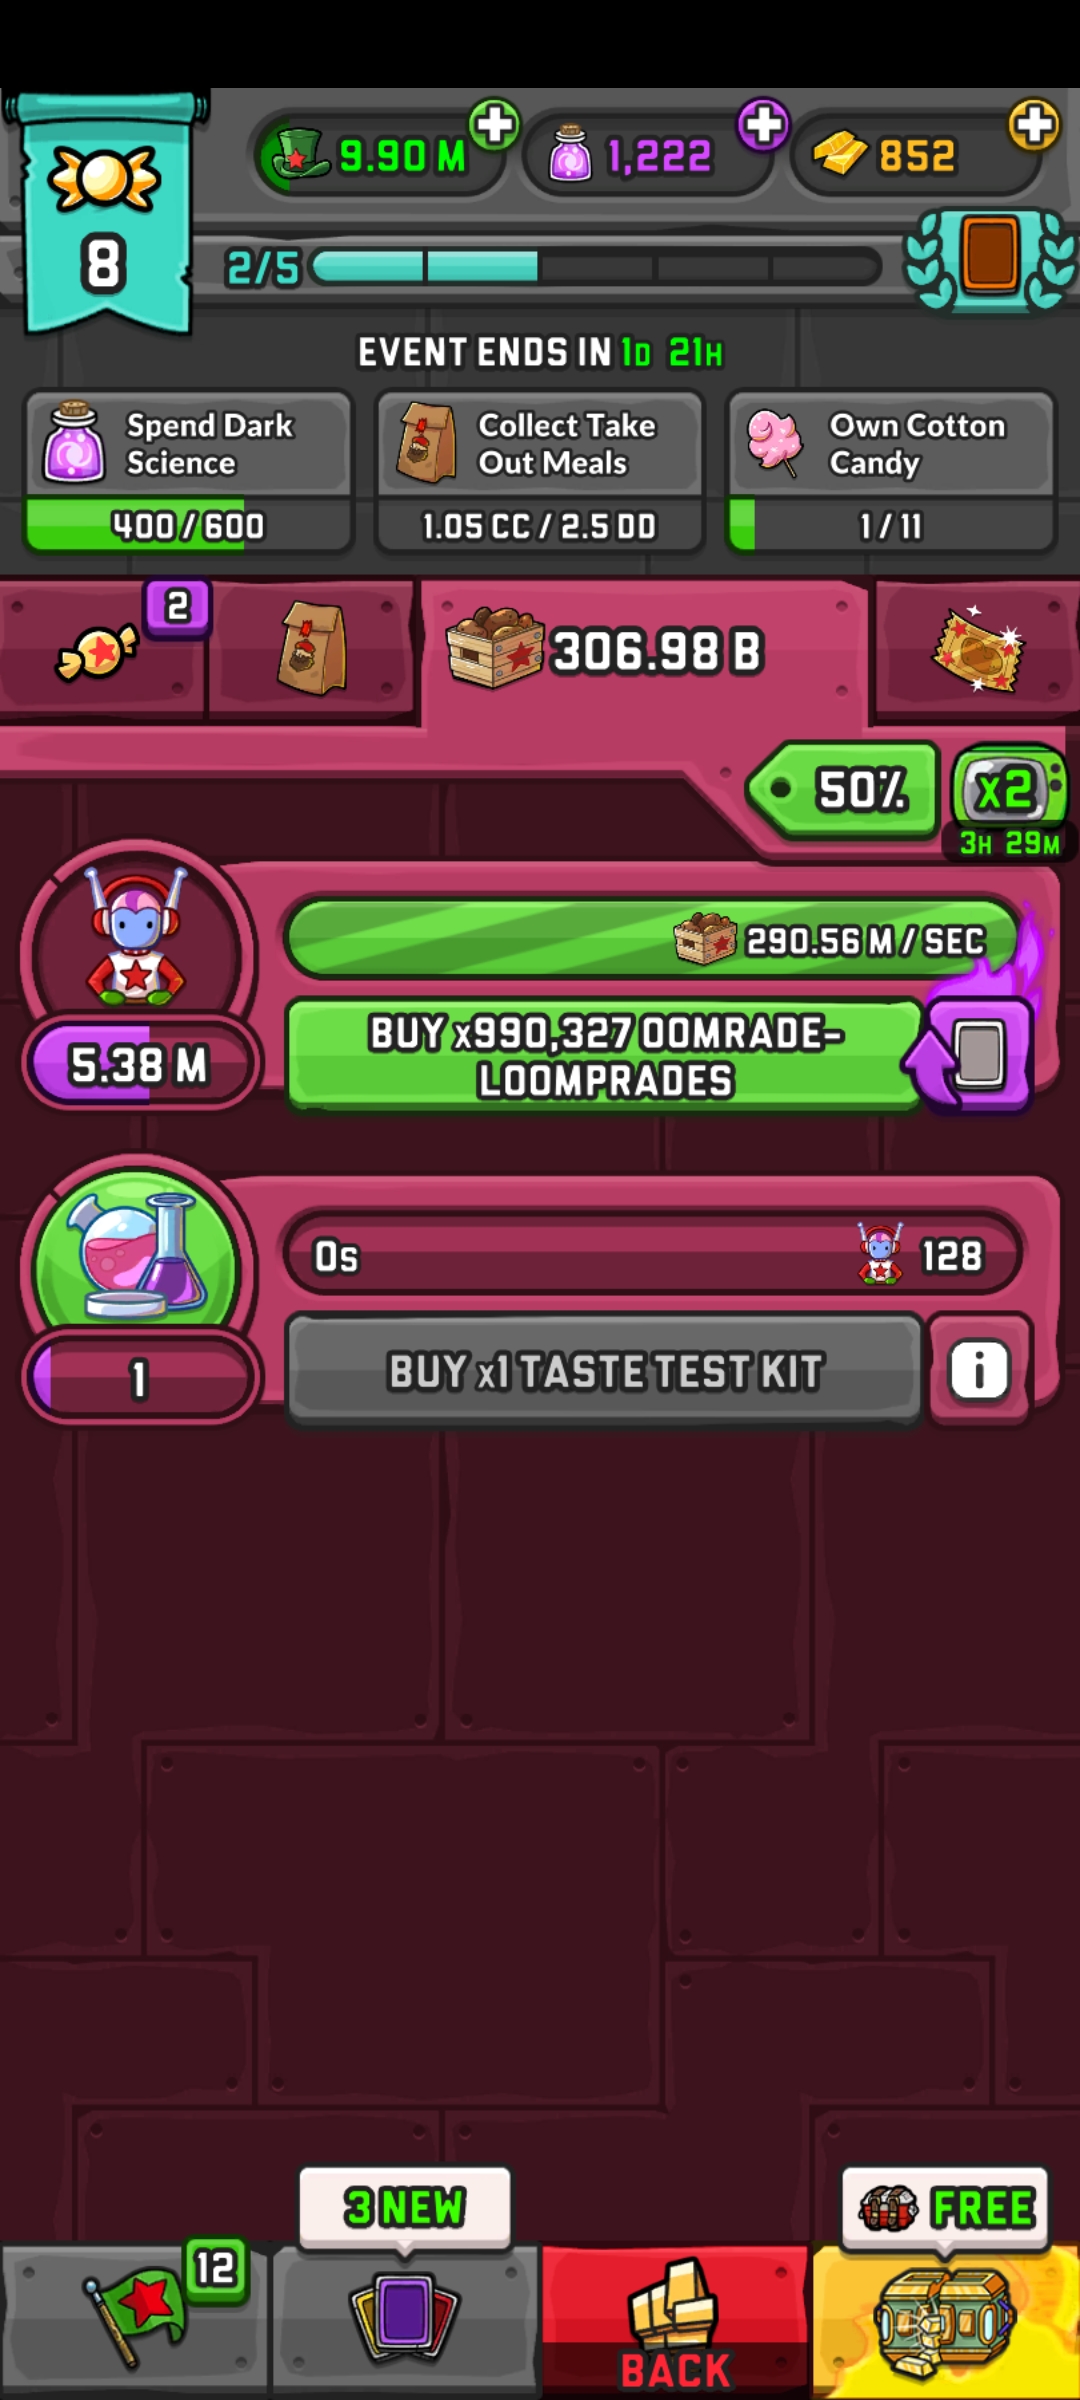 9.90 M
1,222
852
8
2/5
EVENT ENDS IN 1D 21H
Spend Dark
Science
400 / 600
Collect Take
Out Meals
1.05 CC / 2.5 DD
Own Cotton
Candy
1 / 11
2
306.98 B
50%
x2
3H 29M
290.56 M / SEC
5.38 M
BUY x990,327 OOMRADE-
LOOMPRADES
0s
128
1
BUY x1 TASTE TEST KIT
i
3 NEW
FREE
12
BACK